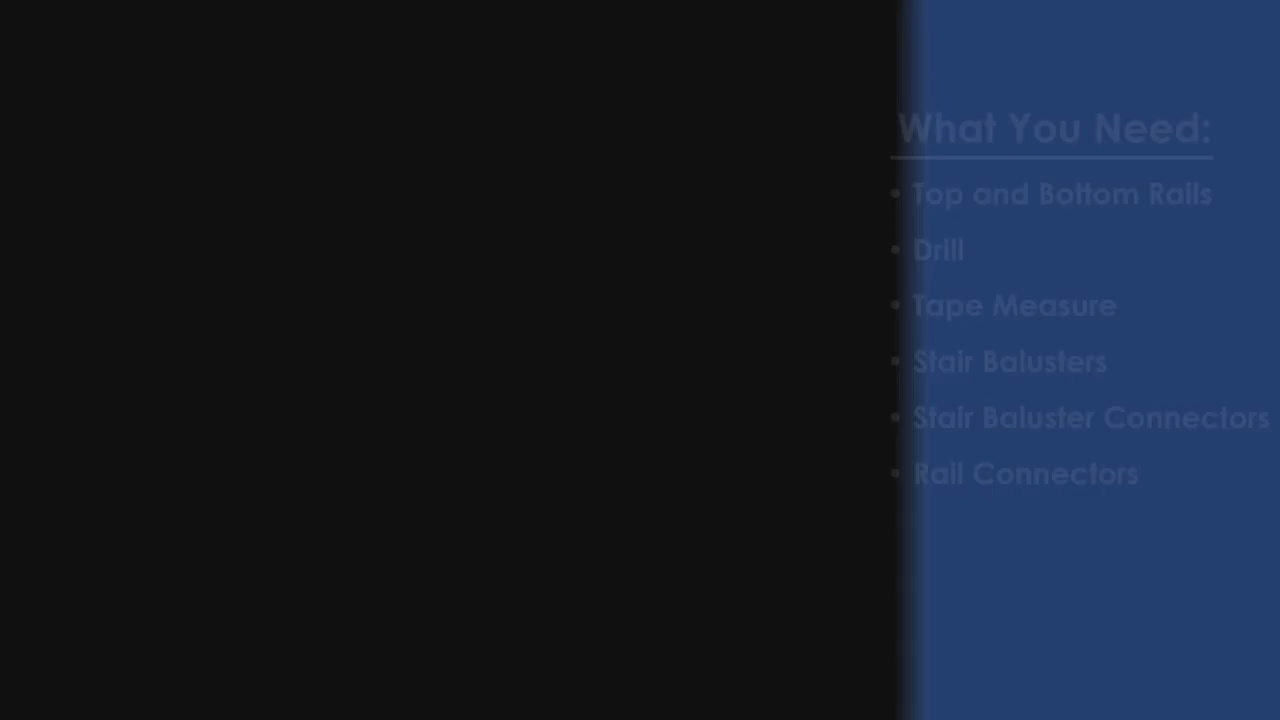 What You Need:
• Top and Bottom Rails
• Drill
• Tape Measure
• Stair Balusters
• Stair Baluster Connectors
• Rail Connectors